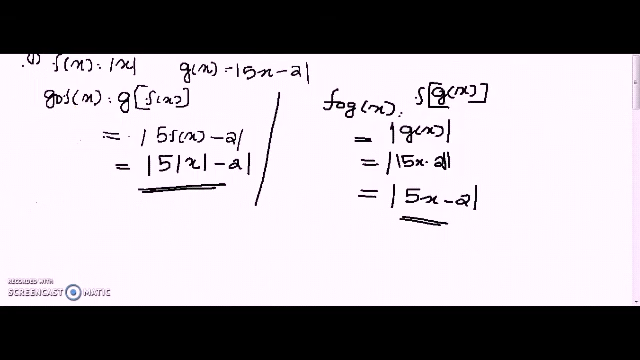 (i) f(x) = |x| g(x) = |5x-2|
gof(x) = g[f(x)]
= |5f(x)-2|
= |5|x|-2|
fog(x) = f[g(x)]
= |g(x)|
= ||5x-2||
= |5x-2|
RECORDED WITH
SCREENCAST MATIC